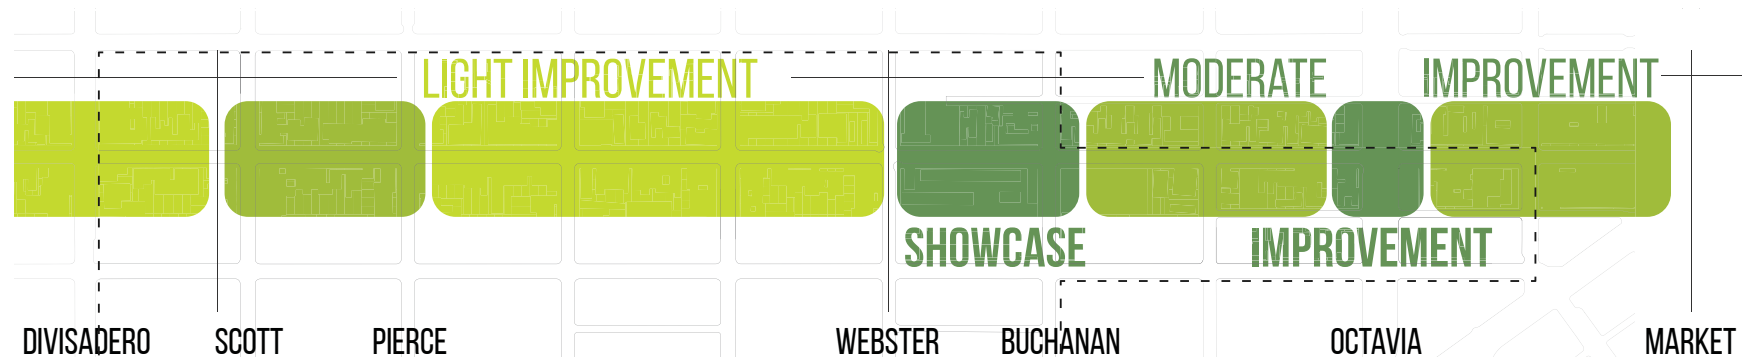 LIGHT IMPROVEMENT MODERATE IMPROVEMENT
SHOWCASE IMPROVEMENT
DIVISADERO SCOTT PIERCE WEBSTER BUCHANAN OCTAVIA MARKET